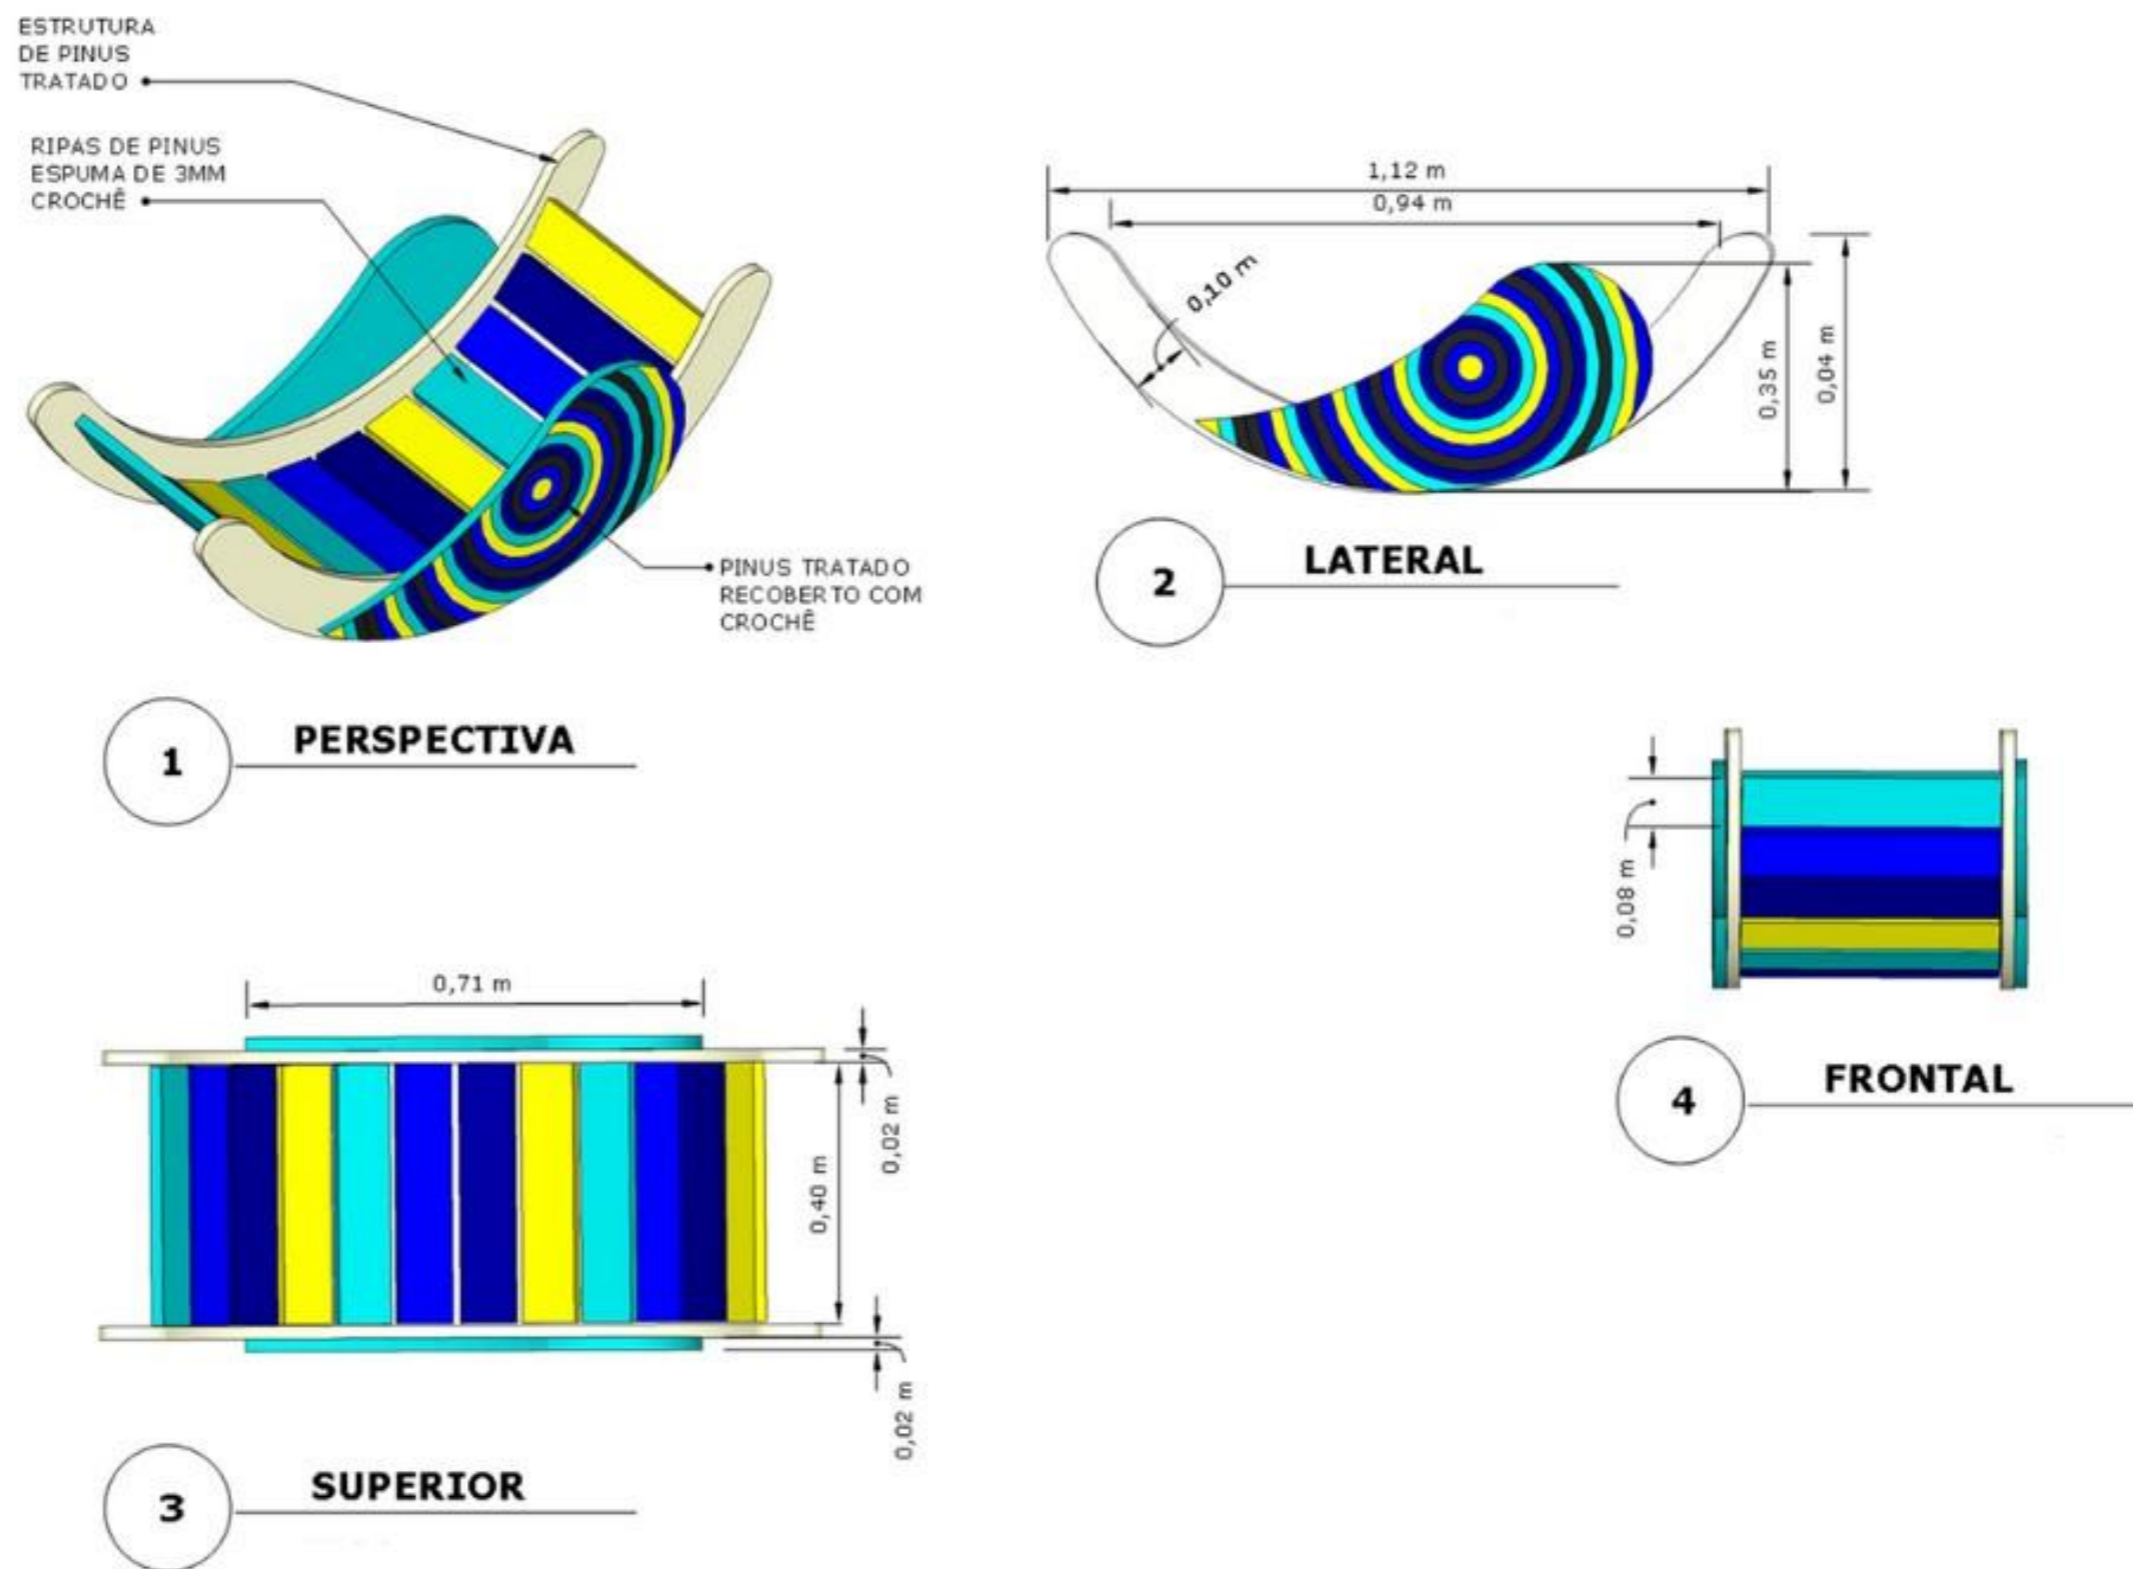 ESTRUTURA
DE PINUS
TRATADO
RIPAS DE PINUS
ESPUMA DE 3MM
CROCHÊ
PINUS TRATADO
RECOBERTO COM
CROCHÊ
1
PERSPECTIVA
1,12 m
0,94 m
0,10 m
0,35 m
0,04 m
2
LATERAL
0,71 m
0,02 m
0,40 m
0,02 m
3
SUPERIOR
0,08 m
4
FRONTAL